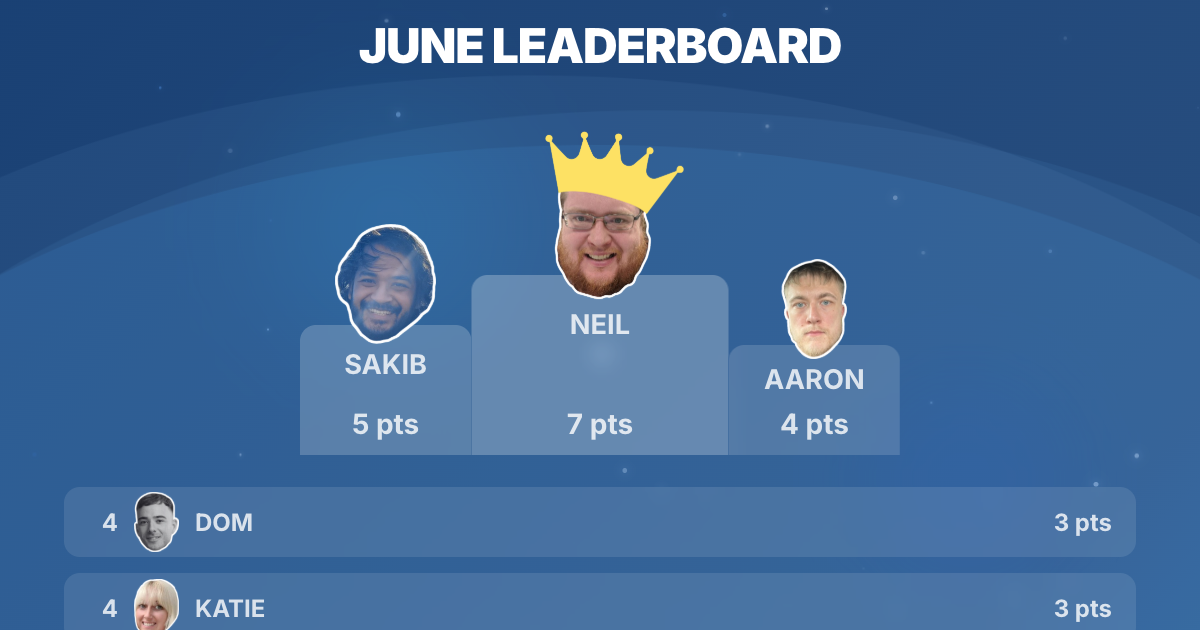 JUNE LEADERBOARD
NEIL
7 pts
SAKIB
5 pts
AARON
4 pts
4 DOM 3 pts
4 KATIE 3 pts